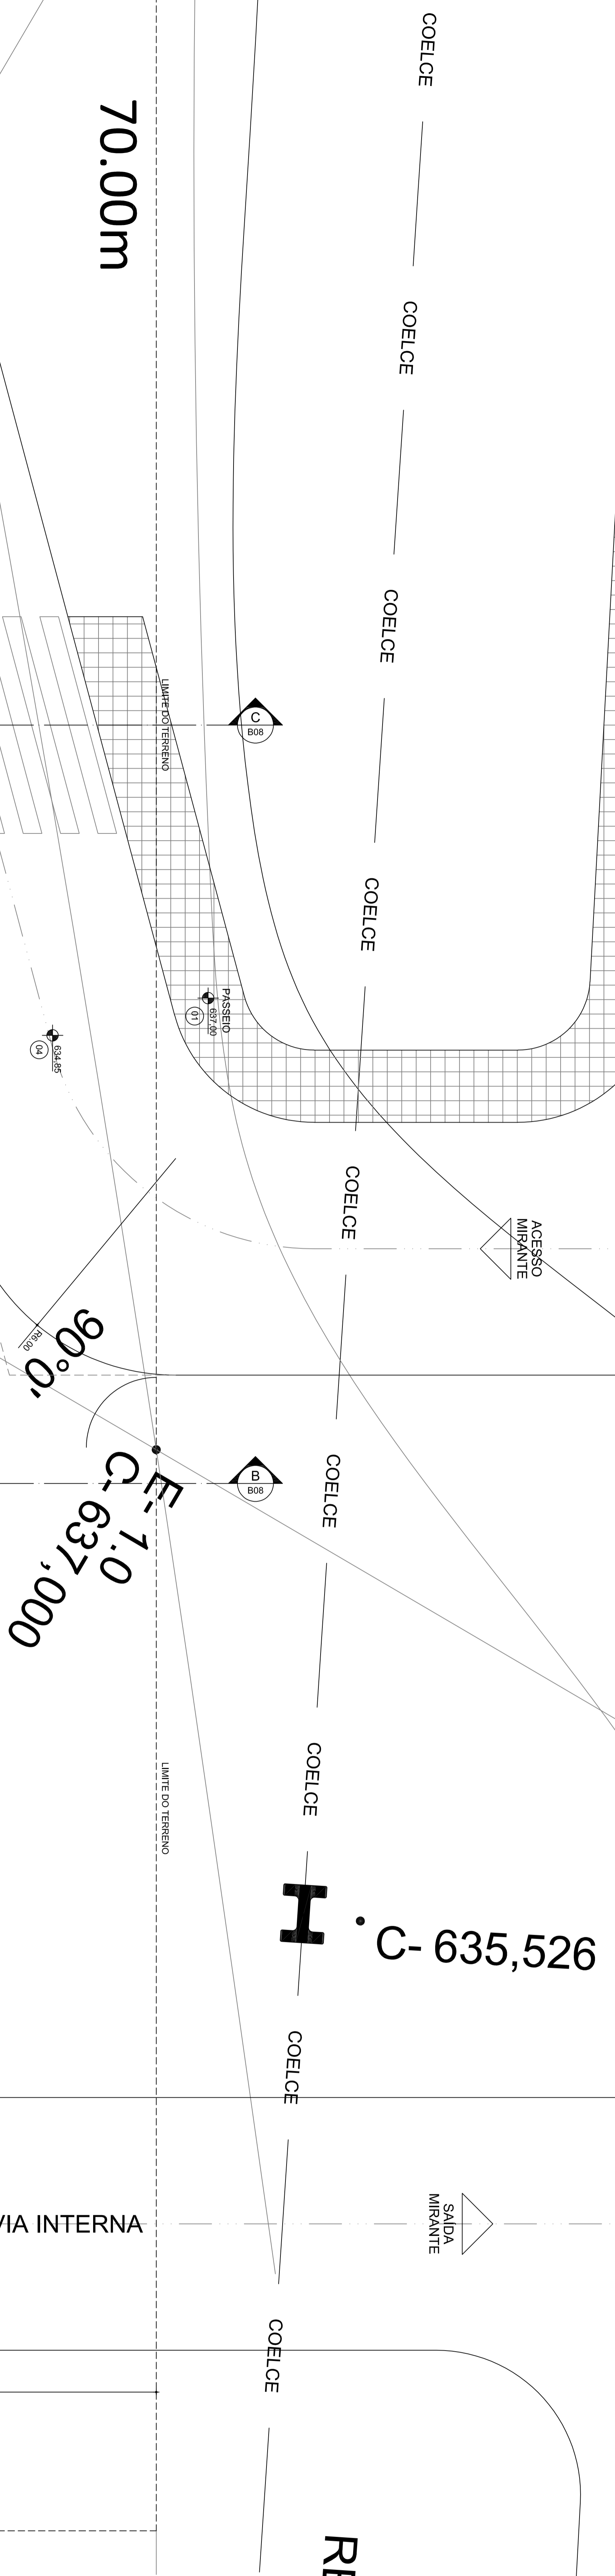 COELCE
70.00m
COELCE
COELCE
LIMITE DO TERRENO
C
B08
COELCE
PASSEIO
637,00
01
634,85
04
COELCE
ACESSO
MIRANTE
R6.00
90°0'
COELCE
B
B08
E- 1.0
C- 637,000
COELCE
LIMITE DO TERRENO
C- 635,526
COELCE
SAÍDA
MIRANTE
VIA INTERNA
COELCE